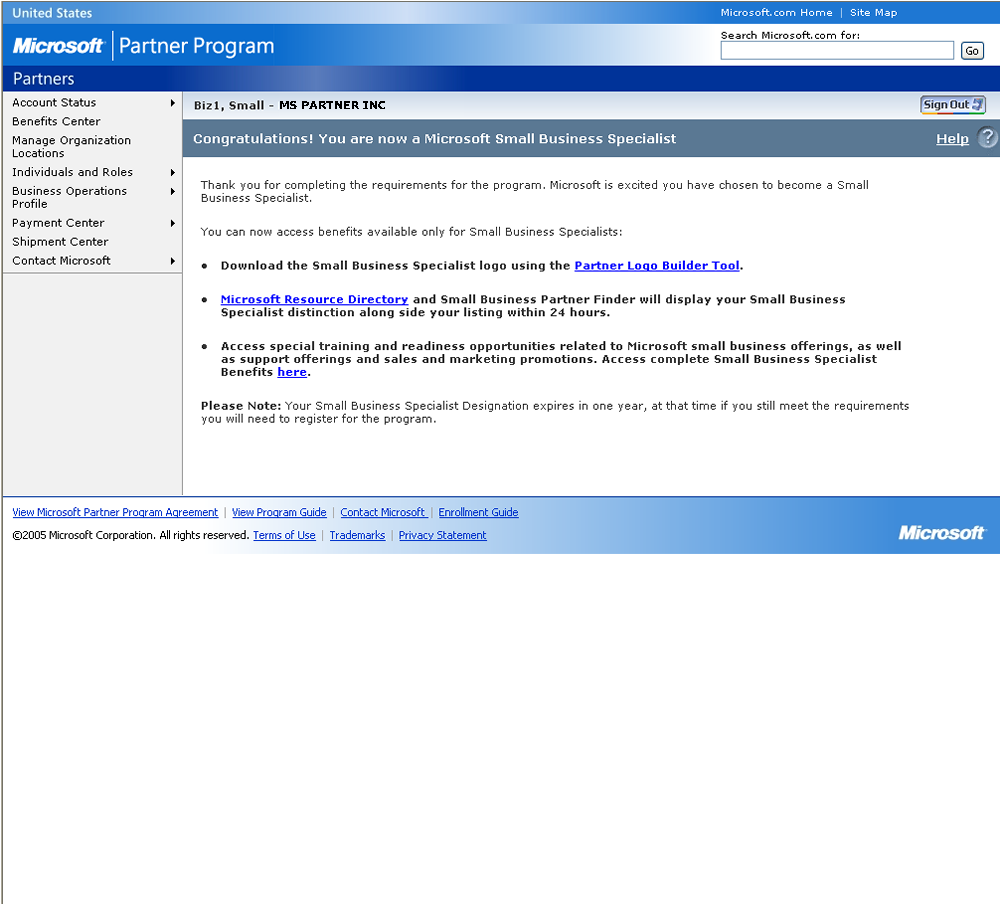 United States
Microsoft.com Home | Site Map
Microsoft | Partner Program
Search Microsoft.com for:
Go
Partners
Account Status
Benefits Center
Manage Organization
Locations
Individuals and Roles
Business Operations
Profile
Payment Center
Shipment Center
Contact Microsoft
Biz1, Small - MS PARTNER INC
Sign Out
Congratulations! You are now a Microsoft Small Business Specialist
Help ?
Thank you for completing the requirements for the program. Microsoft is excited you have chosen to become a Small
Business Specialist.
You can now access benefits available only for Small Business Specialists:
• Download the Small Business Specialist logo using the Partner Logo Builder Tool.
• Microsoft Resource Directory and Small Business Partner Finder will display your Small Business
Specialist distinction along side your listing within 24 hours.
• Access special training and readiness opportunities related to Microsoft small business offerings, as well
as support offerings and sales and marketing promotions. Access complete Small Business Specialist
Benefits here.
Please Note: Your Small Business Specialist Designation expires in one year, at that time if you still meet the requirements
you will need to register for the program.
View Microsoft Partner Program Agreement | View Program Guide | Contact Microsoft | Enrollment Guide
©2005 Microsoft Corporation. All rights reserved. Terms of Use | Trademarks | Privacy Statement
Microsoft